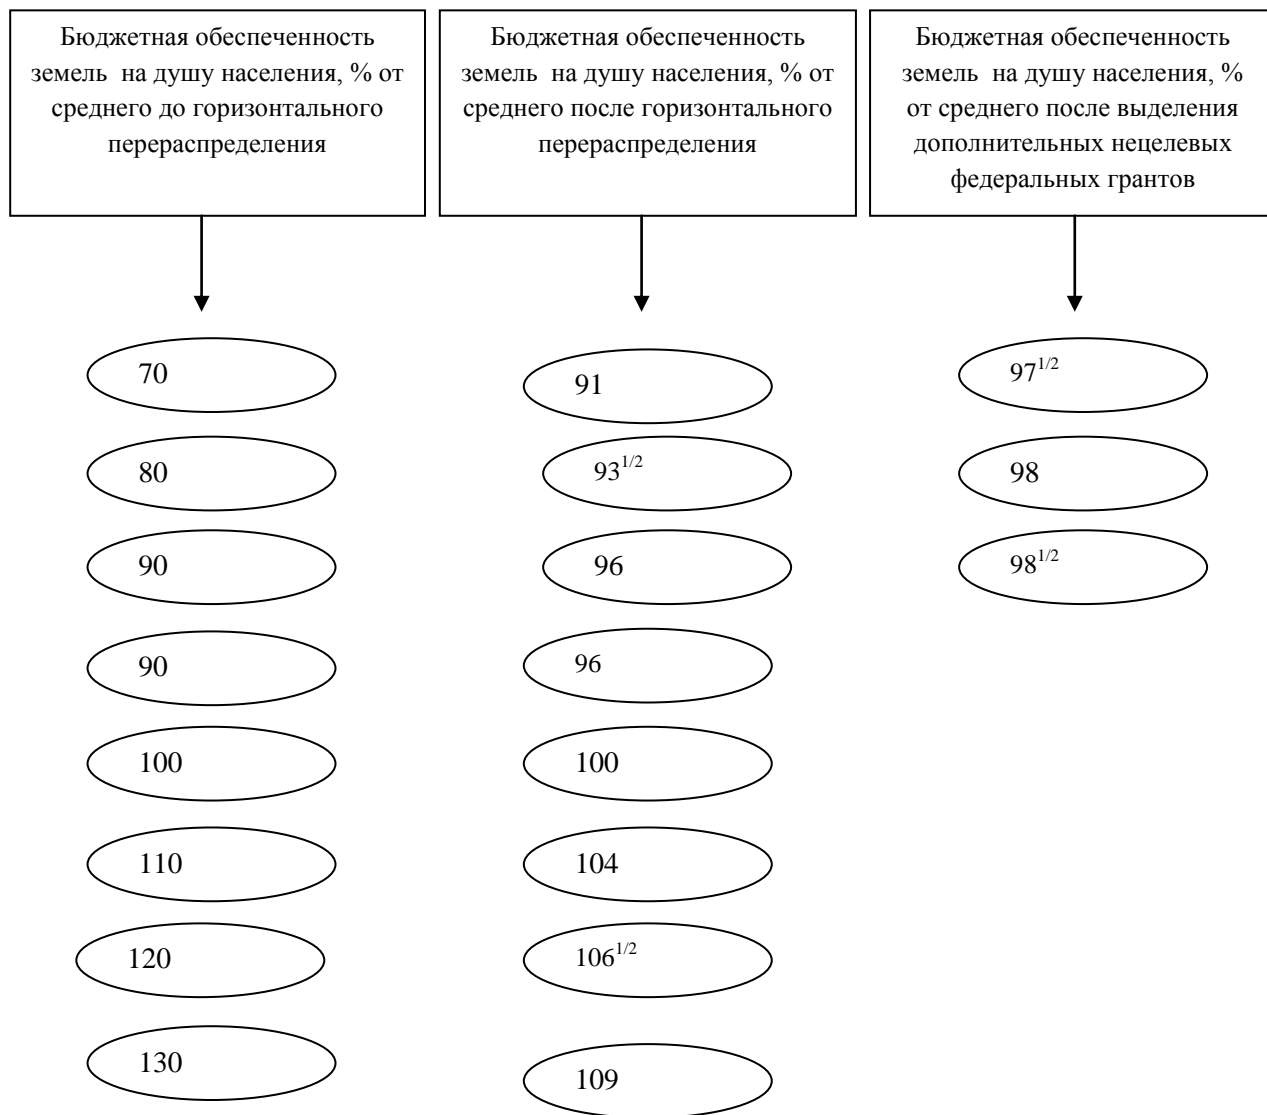 Бюджетная обеспеченность
земель на душу населения, % от
среднего до горизонтального
перераспределения
Бюджетная обеспеченность
земель на душу населения, % от
среднего после горизонтального
перераспределения
Бюджетная обеспеченность
земель на душу населения, %
от среднего после выделения
дополнительных нецелевых
федеральных грантов
70
80
90
90
100
110
120
130
91
93^1/2
96
96
100
104
106^1/2
109
97^1/2
98
98^1/2